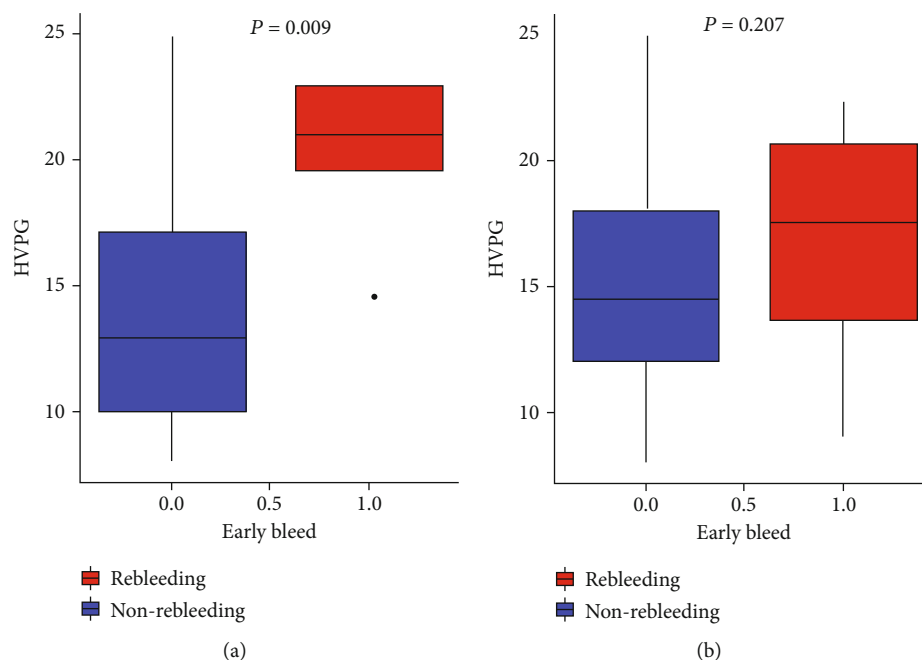 P = 0.009
25
20
15
10
HVPG
0.0 0.5 1.0
Early bleed
Rebleeding
Non-rebleeding
(a)
P = 0.207
25
20
15
10
HVPG
0.0 0.5 1.0
Early bleed
Rebleeding
Non-rebleeding
(b)